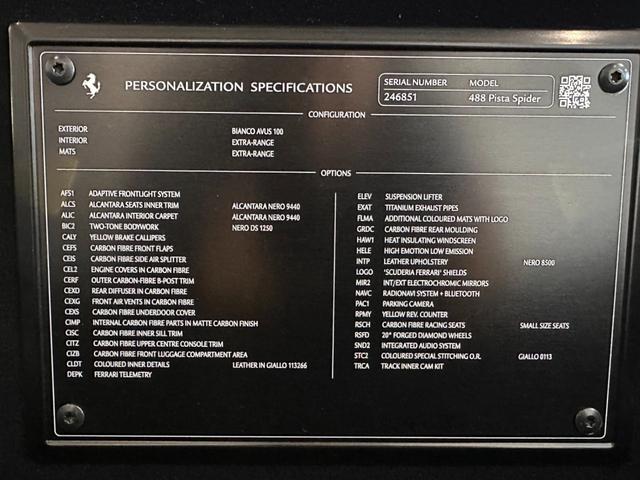 PERSONALIZATION SPECIFICATIONS
SERIAL NUMBER MODEL
246851 488 Pista Spider
CONFIGURATION
EXTERIOR BIANCO AVUS 100
INTERIOR EXTRA-RANGE
MATS EXTRA-RANGE
OPTIONS
AFS1 ADAPTIVE FRONTLIGHT SYSTEM
ALCS ALCANTARA SEATS INNER TRIM ALCANTARA NERO 9440
ALIC ALCANTARA INTERIOR CARPET ALCANTARA NERO 9440
BIC2 TWO-TONE BODYWORK NERO DS 1250
CALY YELLOW BRAKE CALLIPERS
CEFS CARBON FIBRE FRONT FLAPS
CEIS CARBON FIBRE SIDE AIR SPLITTER
CEL2 ENGINE COVERS IN CARBON FIBRE
CERF OUTER CARBON-FIBRE B-POST TRIM
CEXD REAR DIFFUSER IN CARBON FIBRE
CEXG FRONT AIR VENTS IN CARBON FIBRE
CEXS CARBON FIBRE UNDERDOOR COVER
CIMP INTERNAL CARBON FIBRE PARTS IN MATTE CARBON FINISH
CISC CARBON FIBRE INNER SILL TRIM
CITZ CARBON FIBRE UPPER CENTRE CONSOLE TRIM
CIZB CARBON FIBRE FRONT LUGGAGE COMPARTMENT AREA
CLDT COLOURED INNER DETAILS LEATHER IN GIALLO 113266
DEPK FERRARI TELEMETRY
ELEV SUSPENSION LIFTER
EXAT TITANIUM EXHAUST PIPES
FLMA ADDITIONAL COLOURED MATS WITH LOGO
GRDC CARBON FIBRE REAR MOULDING
HAW1 HEAT INSULATING WINDSCREEN
HELE HIGH EMOTION LOW EMISSION
INTP LEATHER UPHOLSTERY NERO 8500
LOGO "SCUDERIA FERRARI" SHIELDS
MIR2 INT/EXT ELECTROCHROMIC MIRRORS
NAVC RADIONAVI SYSTEM + BLUETOOTH
PAC1 PARKING CAMERA
RPMY YELLOW REV. COUNTER
RSCH CARBON FIBRE RACING SEATS SMALL SIZE SEATS
RSFD 20" FORGED DIAMOND WHEELS
SND2 INTEGRATED AUDIO SYSTEM
STC2 COLOURED SPECIAL STITCHING O.R. GIALLO 0113
TRCA TRACK INNER CAM KIT